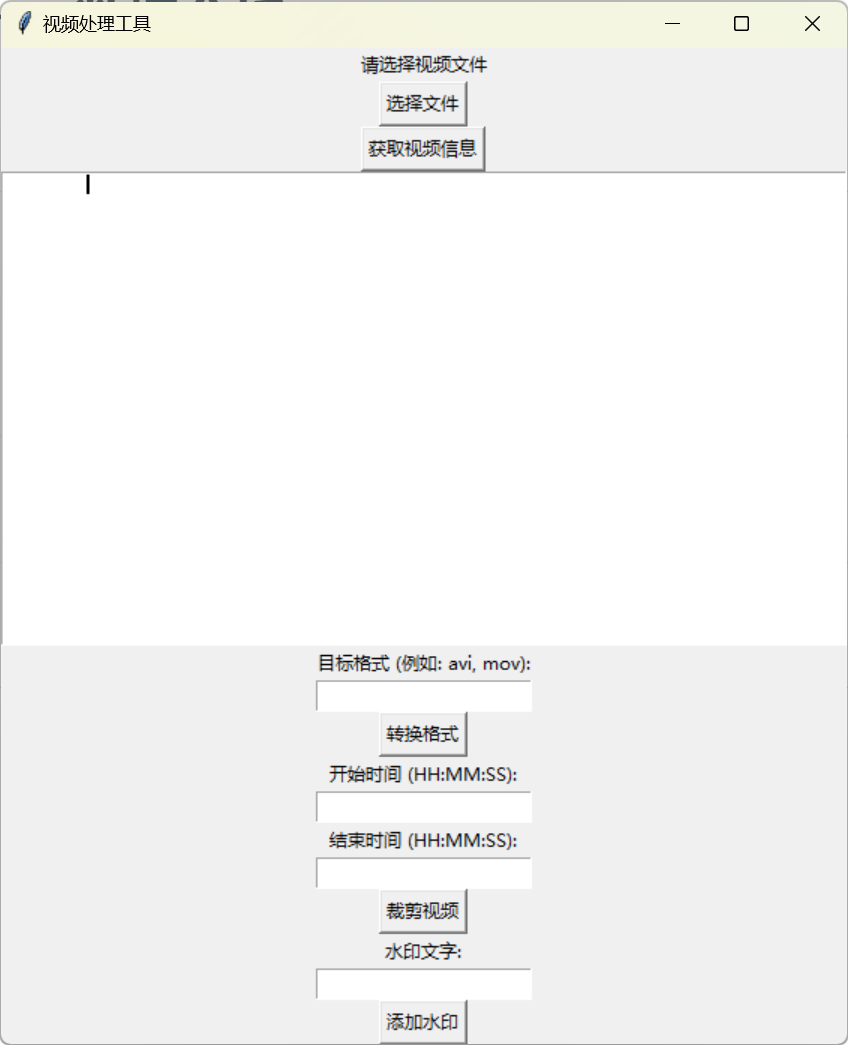 视频处理工具
请选择视频文件
选择文件
获取视频信息
目标格式 (例如: avi, mov):
转换格式
开始时间 (HH:MM:SS):
结束时间 (HH:MM:SS):
裁剪视频
水印文字:
添加水印